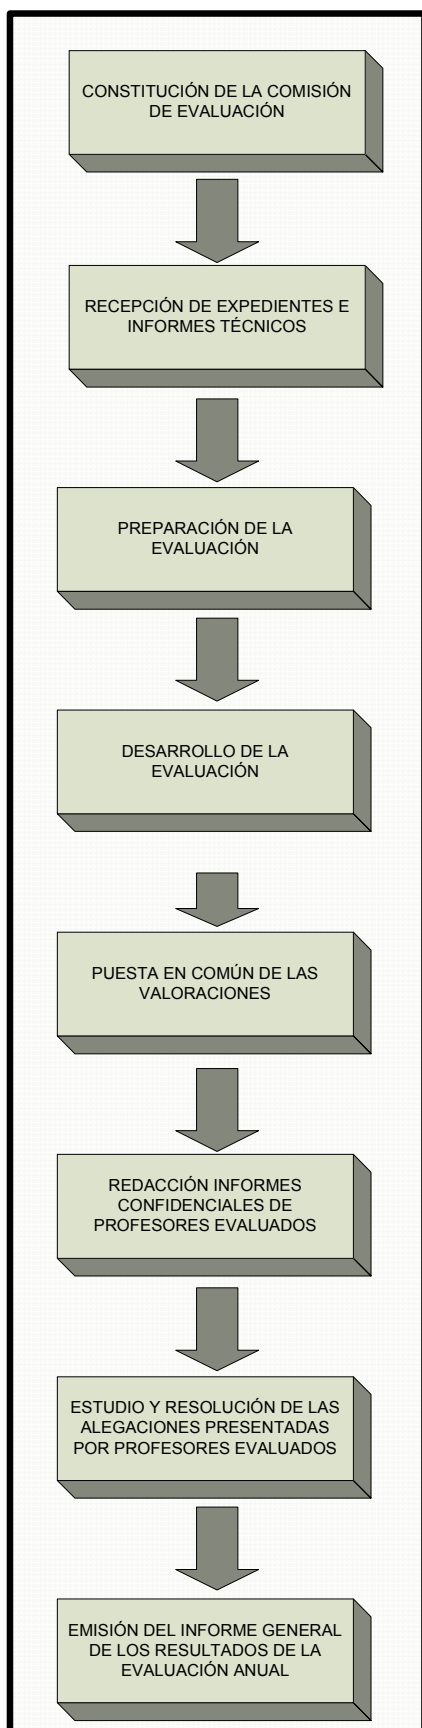 CONSTITUCIÓN DE LA COMISIÓN
DE EVALUACIÓN
RECEPCIÓN DE EXPEDIENTES E
INFORMES TÉCNICOS
PREPARACIÓN DE LA
EVALUACIÓN
DESARROLLO DE LA
EVALUACIÓN
PUESTA EN COMÚN DE LAS
VALORACIONES
REDACCIÓN INFORMES
CONFIDENCIALES DE
PROFESORES EVALUADOS
ESTUDIO Y RESOLUCIÓN DE LAS
ALEGACIONES PRESENTADAS
POR PROFESORES EVALUADOS
EMISIÓN DEL INFORME GENERAL
DE LOS RESULTADOS DE LA
EVALUACIÓN ANUAL